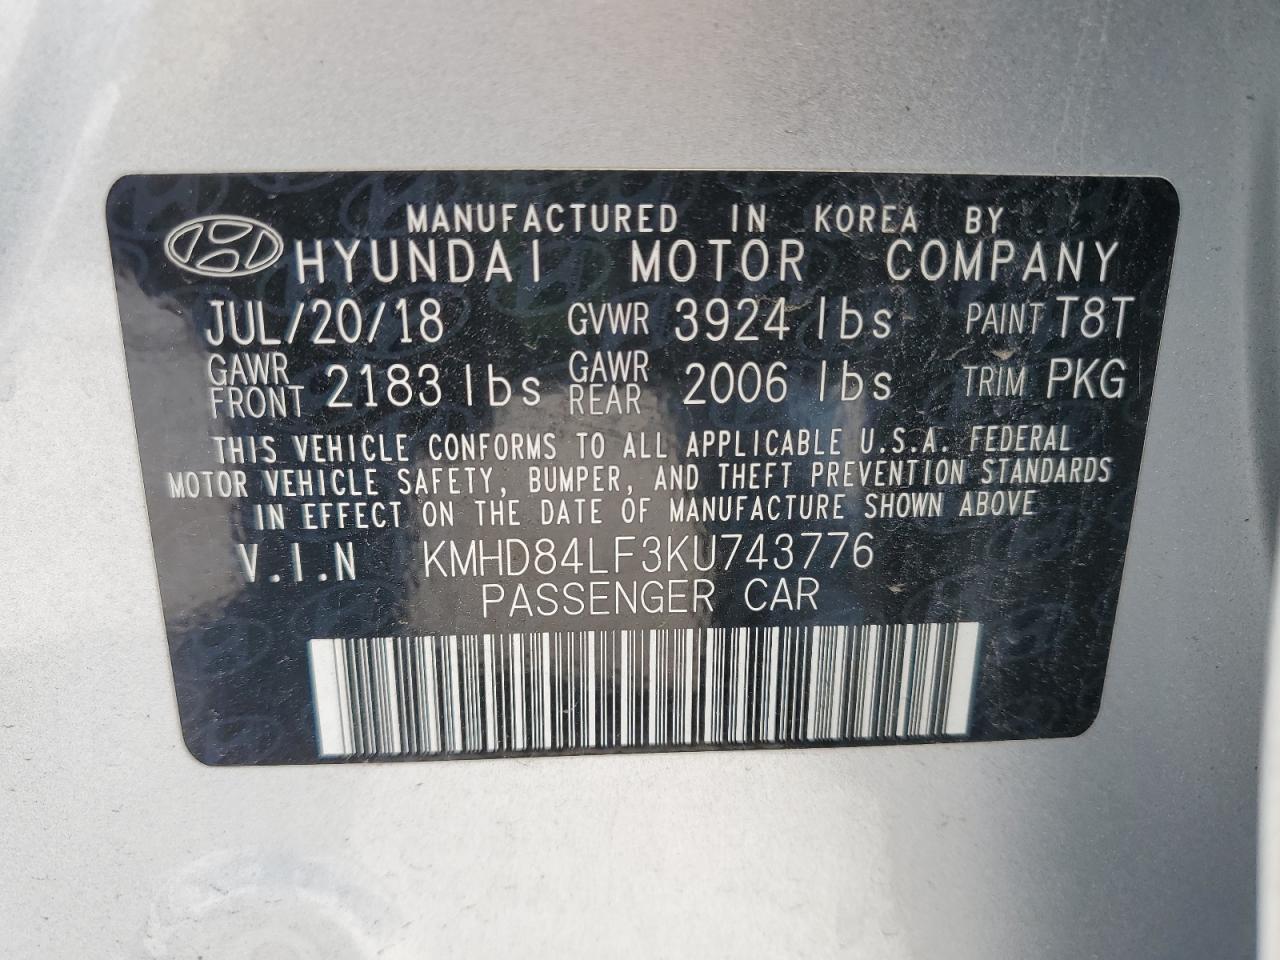 MANUFACTURED IN KOREA BY
HYUNDAI MOTOR COMPANY
JUL/20/18 GVWR 3924 lbs PAINT T8T
GAWR FRONT 2183 lbs GAWR REAR 2006 lbs TRIM PKG
THIS VEHICLE CONFORMS TO ALL APPLICABLE U.S.A. FEDERAL
MOTOR VEHICLE SAFETY, BUMPER, AND THEFT PREVENTION STANDARDS
IN EFFECT ON THE DATE OF MANUFACTURE SHOWN ABOVE
V.I.N KMHD84LF3KU743776
PASSENGER CAR